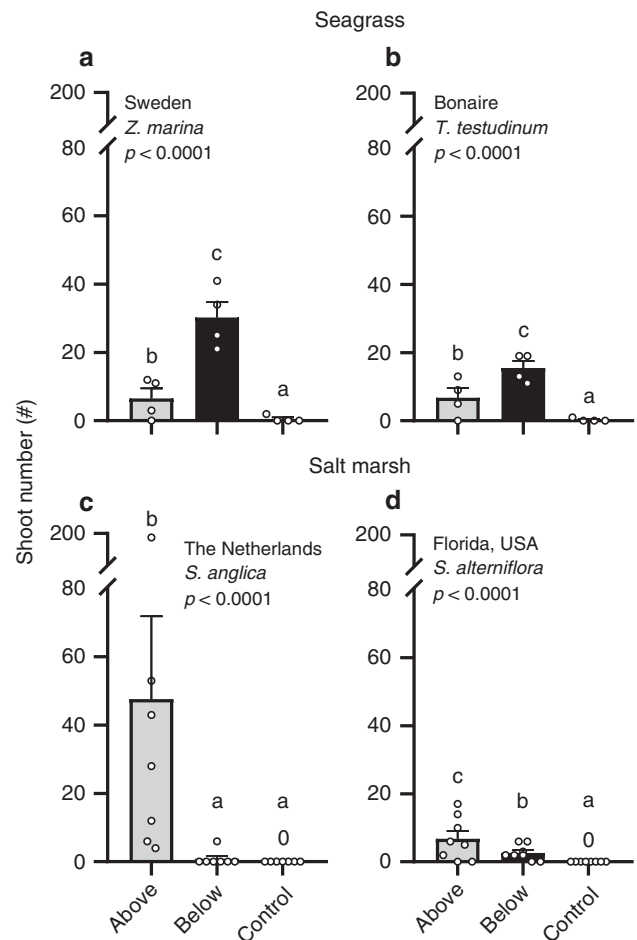 Seagrass
a
b
200
Sweden
Z. marina
p < 0.0001
80
60
40
20
0
b
c
a
200
Bonaire
T. testudinum
p < 0.0001
80
60
40
20
0
b
c
a
Shoot number (#)
Salt marsh
c
d
200
The Netherlands
S. anglica
p < 0.0001
80
60
40
20
0
b
a
a
0
Above
Below
Control
200
Florida, USA
S. alterniflora
p < 0.0001
80
60
40
20
0
c
b
a
0
Above
Below
Control